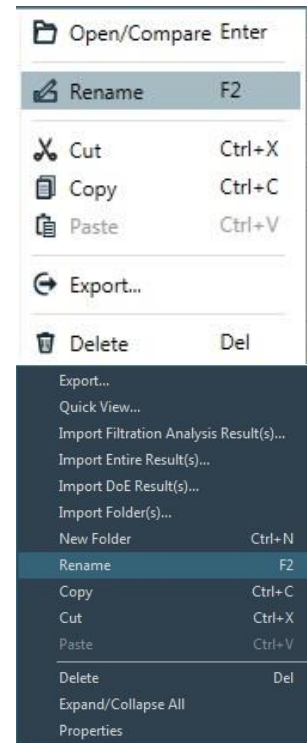 Open/Compare Enter
Rename F2
Cut Ctrl+X
Copy Ctrl+C
Paste Ctrl+V
Export...
Delete Del
Export...
Quick View...
Import Filtration Analysis Result(s)...
Import Entire Result(s)...
Import DoE Result(s)...
Import Folder(s)...
New Folder Ctrl+N
Rename F2
Copy Ctrl+C
Cut Ctrl+X
Paste Ctrl+V
Delete Del
Expand/Collapse All
Properties